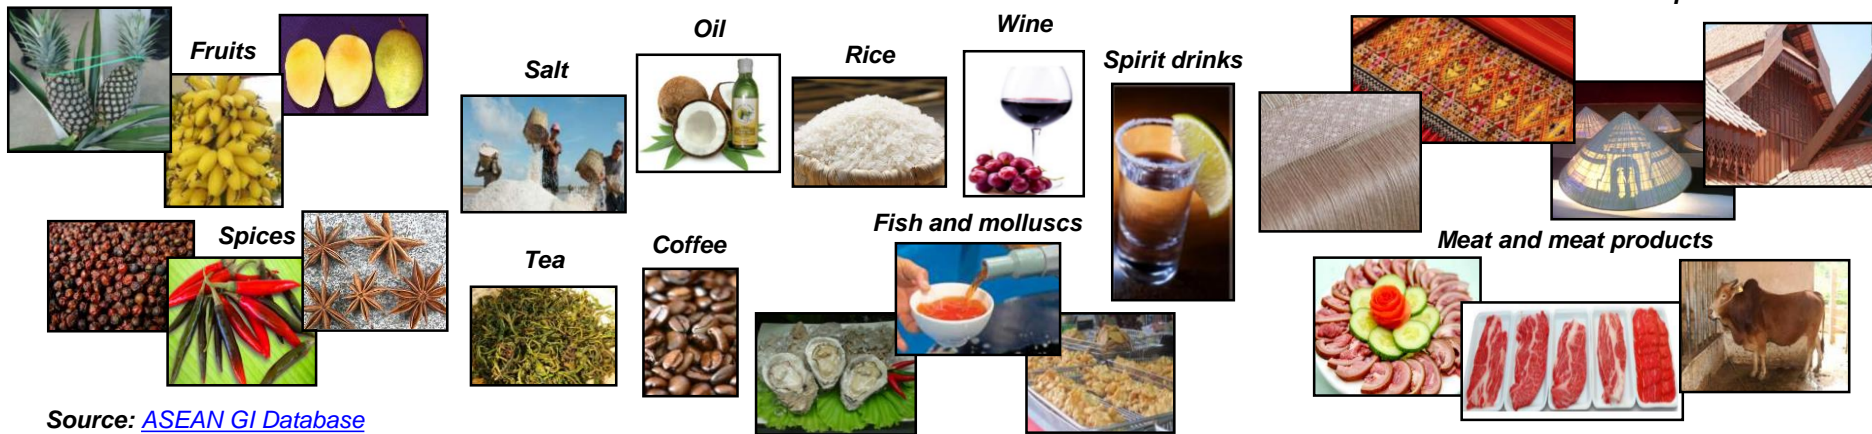 Fruits
Salt
Oil
Rice
Wine
Spirit drinks
Spices
Tea
Coffee
Fish and molluscs
Meat and meat products
Source: ASEAN GI Database